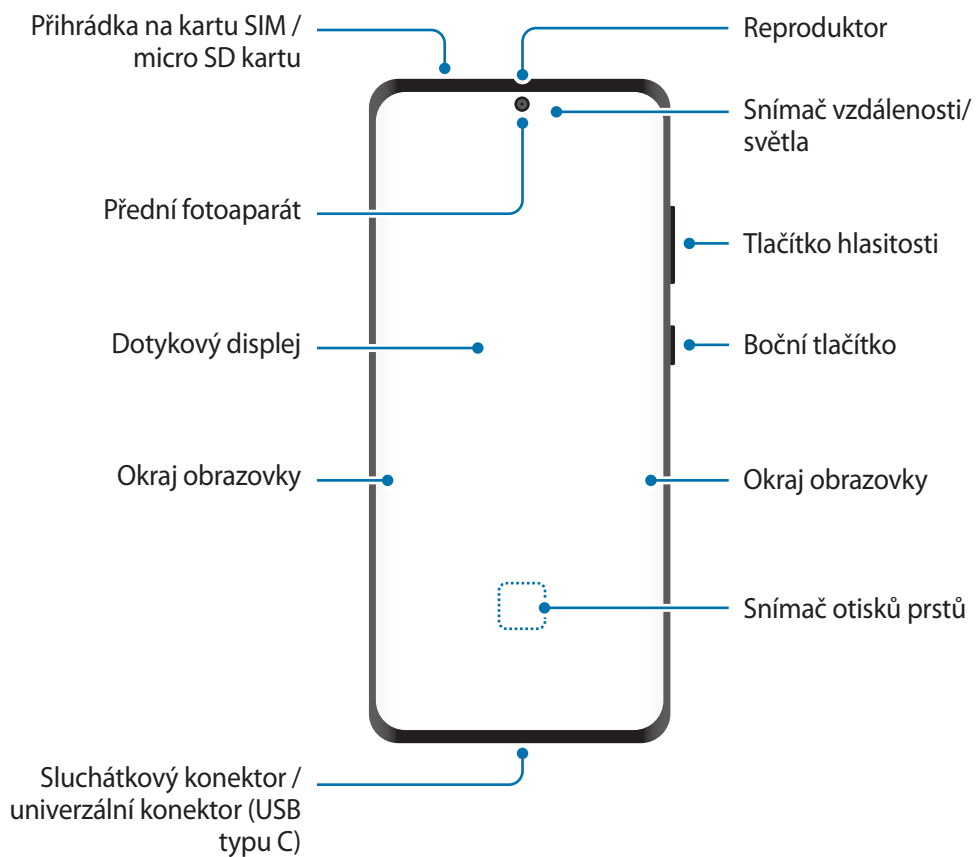 Přihrádka na kartu SIM /
micro SD kartu
Reproduktor
Snímač vzdálenosti/
světla
Přední fotoaparát
Tlačítko hlasitosti
Dotykový displej
Boční tlačítko
Okraj obrazovky
Okraj obrazovky
Snímač otisků prstů
Sluchátkový konektor /
univerzální konektor (USB
typu C)